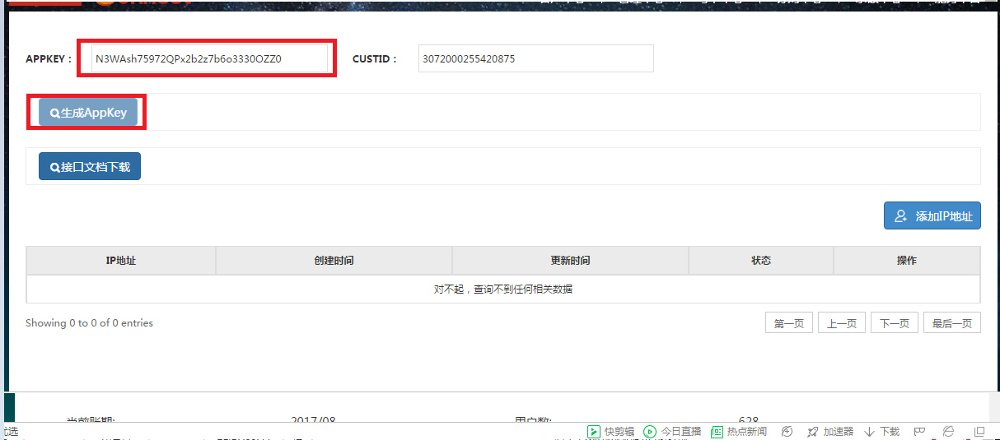 APPKEY： N3WAsh75972QPx2b2z7b6o3330OZZ0 CUSTID： 3072000255420875
生成AppKey
接口文档下载
添加IP地址
IP地址 创建时间 更新时间 状态 操作
对不起，查询不到任何相关数据
Showing 0 to 0 of 0 entries 第一页 上一页 下一页 最后一页
当前账期: 2017/08 用户数: 628
优选 快剪辑 今日直播 热点新闻 加速器 下载